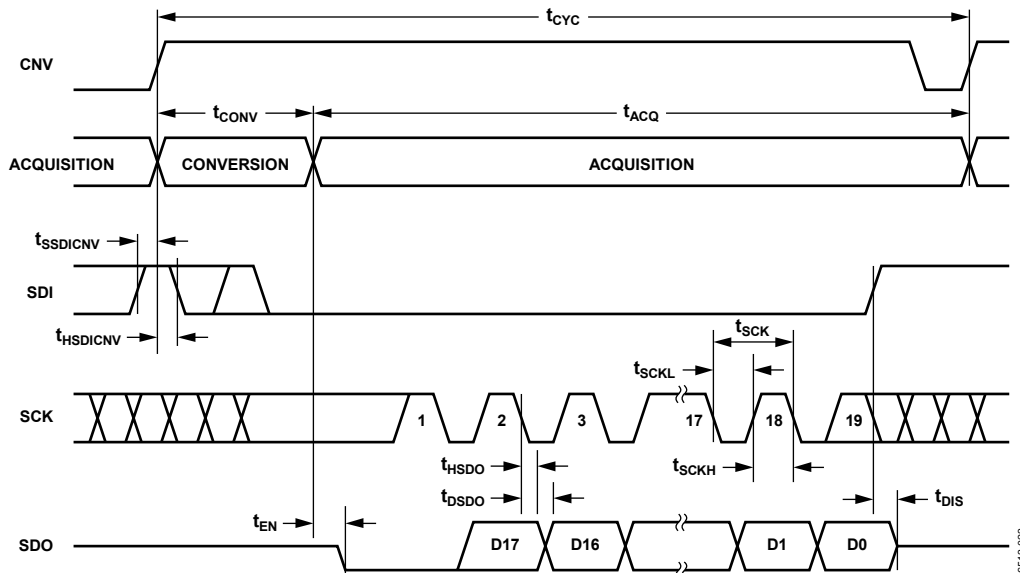 tCYC
CNV
tCONV
tACQ
ACQUISITION
CONVERSION
ACQUISITION
tSSDICNV
SDI
tHSDICNV
tSCK
tSCKL
SCK
1
2
3
17
18
19
tHSDO
tSCKH
tDSDO
tDIS
tEN
SDO
D17
D16
D1
D0